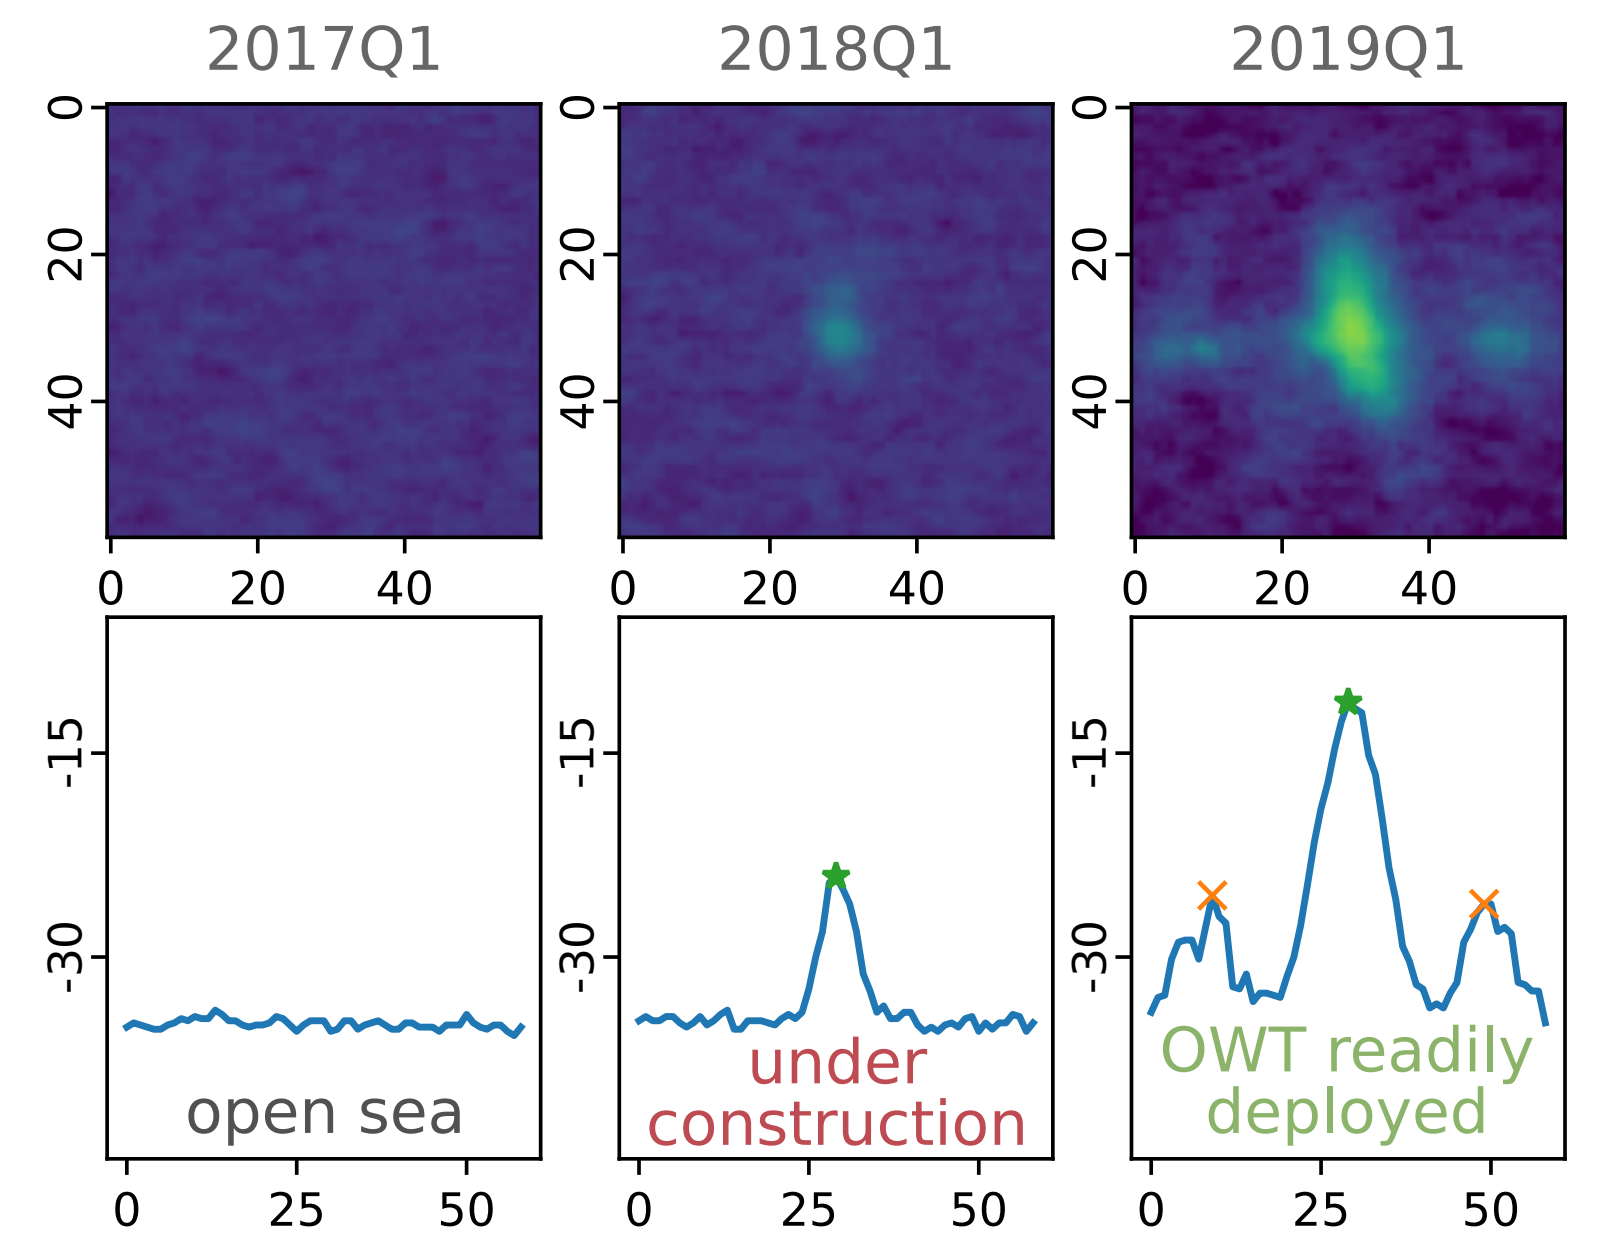 2017Q1 2018Q1 2019Q1
0 0 0
20 20 20
40 40 40
0 20 40 0 20 40 0 20 40
-15 -15 -15
-30 -30 -30
open sea
under
construction
OWT readily
deployed
0 25 50 0 25 50 0 25 50